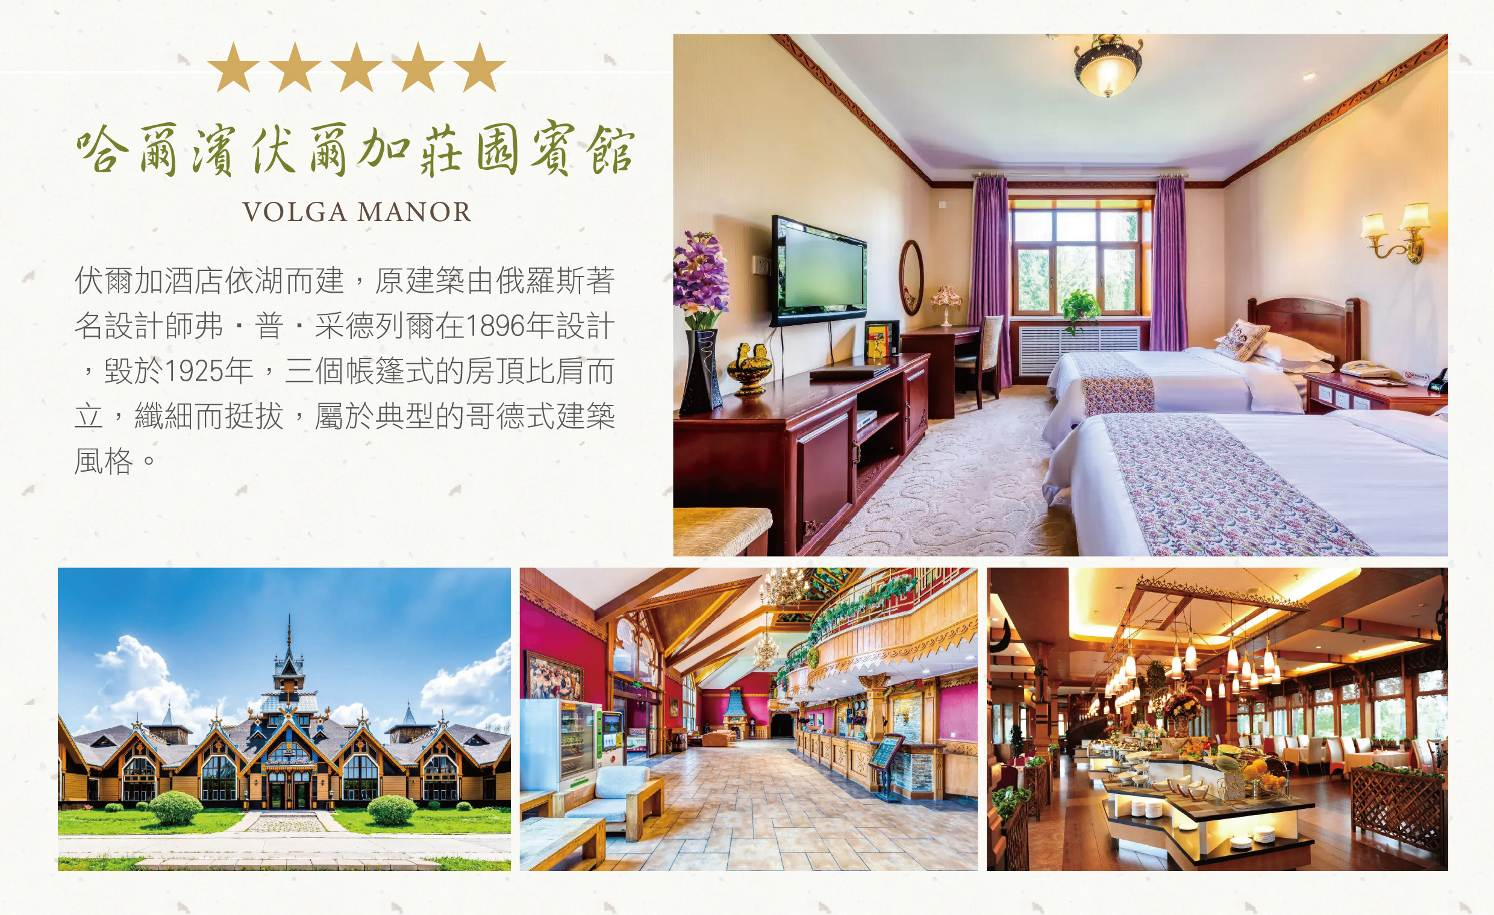 哈爾濱伏爾加莊園賓館
VOLGA MANOR
伏爾加酒店依湖而建，原建築由俄羅斯著
名設計師弗・普・采德列爾在1896年設計
，毀於1925年，三個帳篷式的房頂比肩而
立，纖細而挺拔，屬於典型的哥德式建築
風格。